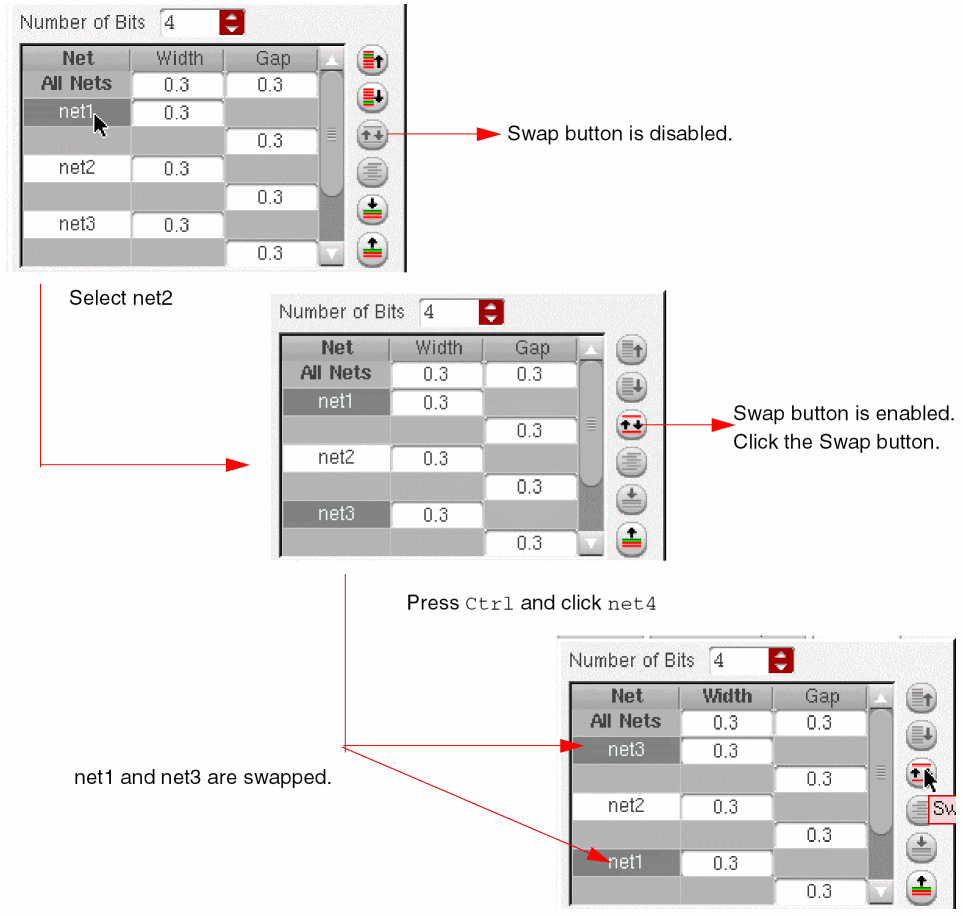 Number of Bits 4
Net Width Gap
All Nets 0.3 0.3
net1 0.3
0.3
net2 0.3
0.3
net3 0.3
0.3
Swap button is disabled.
Select net2
Number of Bits 4
Net Width Gap
All Nets 0.3 0.3
net1 0.3
0.3
net2 0.3
0.3
net3 0.3
0.3
Swap button is enabled.
Click the Swap button.
Press Ctrl and click net4
Number of Bits 4
Net Width Gap
All Nets 0.3 0.3
net3 0.3
0.3
net2 0.3
0.3
net1 0.3
0.3
Sw
net1 and net3 are swapped.